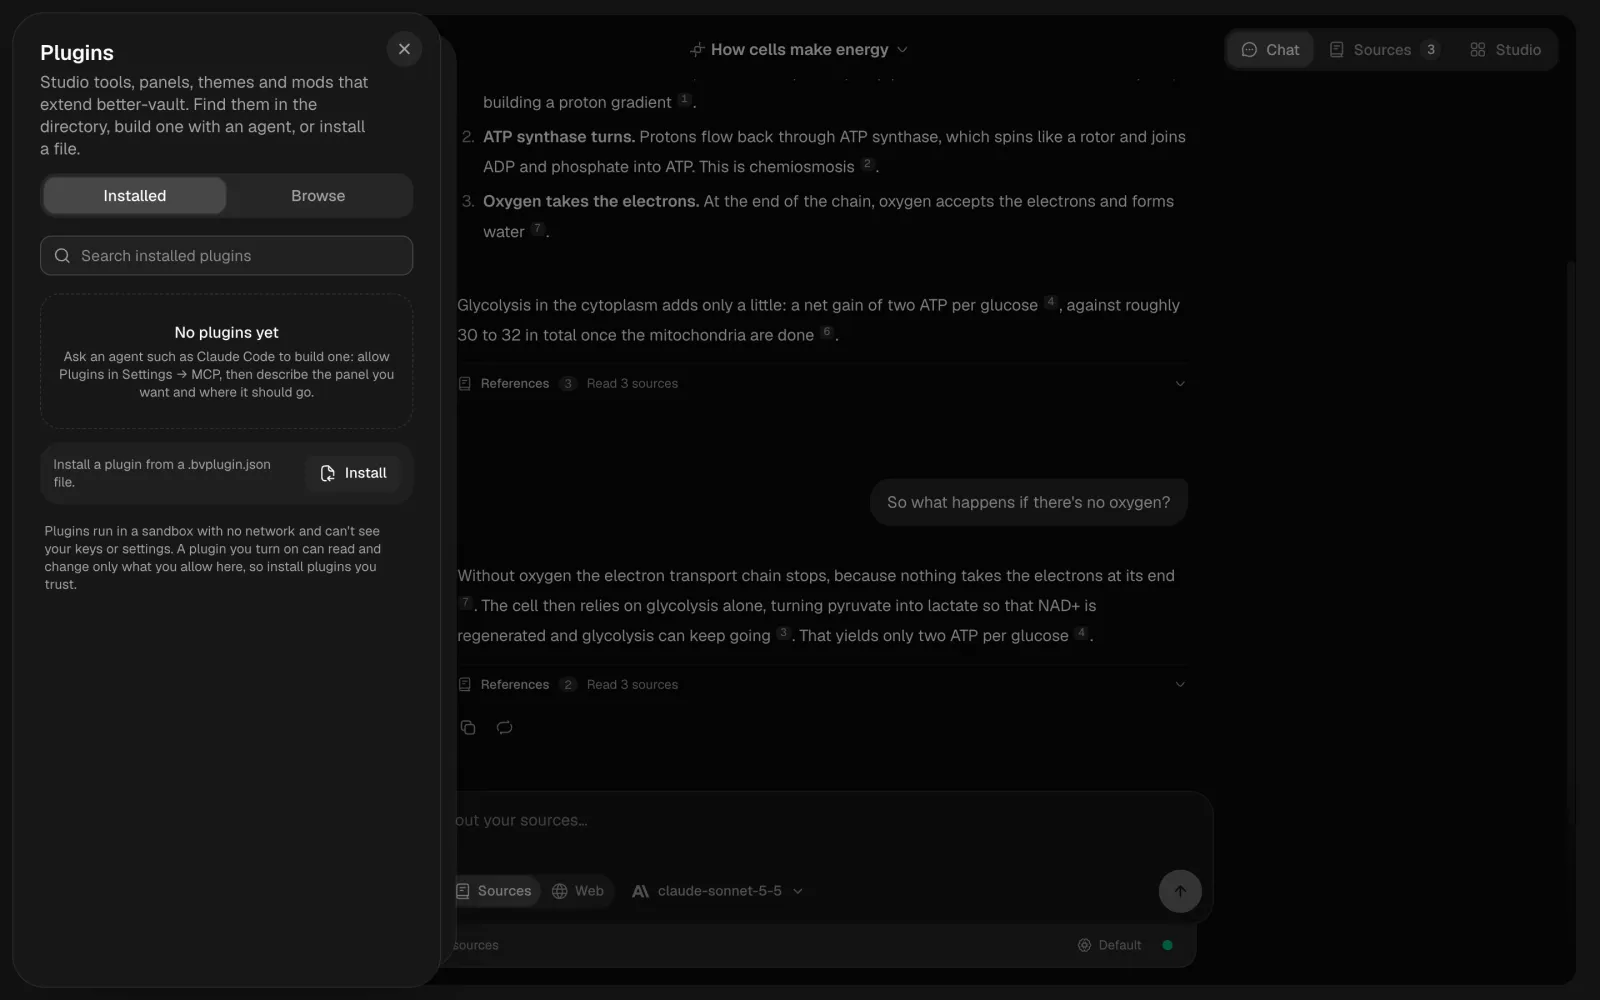 Plugins
Studio tools, panels, themes and mods that
extend better-vault. Find them in the
directory, build one with an agent, or install
a file.
Installed
Browse
Search installed plugins
No plugins yet
Ask an agent such as Claude Code to build one: allow
Plugins in Settings → MCP, then describe the panel you
want and where it should go.
Install a plugin from a .bvplugin.json
file.
Install
Plugins run in a sandbox with no network and can't see
your keys or settings. A plugin you turn on can read and
change only what you allow here, so install plugins you
trust.
How cells make energy
Chat
Sources 3
Studio
building a proton gradient 1.
2. ATP synthase turns. Protons flow back through ATP synthase, which spins like a rotor and joins
ADP and phosphate into ATP. This is chemiosmosis 2.
3. Oxygen takes the electrons. At the end of the chain, oxygen accepts the electrons and forms
water 7.
Glycolysis in the cytoplasm adds only a little: a net gain of two ATP per glucose 4, against roughly
30 to 32 in total once the mitochondria are done 6.
References 3 Read 3 sources
So what happens if there's no oxygen?
Without oxygen the electron transport chain stops, because nothing takes the electrons at its end
7. The cell then relies on glycolysis alone, turning pyruvate into lactate so that NAD+ is
regenerated and glycolysis can keep going 3. That yields only two ATP per glucose 4.
References 2 Read 3 sources
out your sources...
Sources
Web
claude-sonnet-5-5
sources
Default